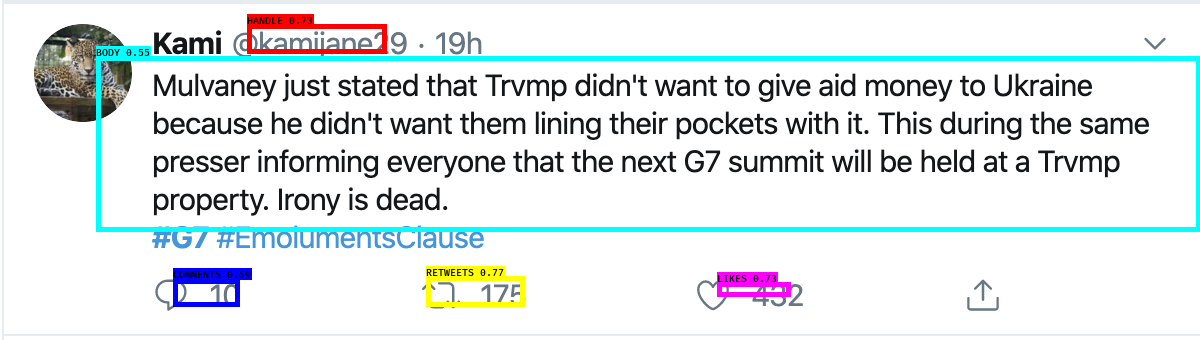 HANDLE 0.73
BODY 0.55
Kami @kamijane29 · 19h
Mulvaney just stated that Trvmp didn't want to give aid money to Ukraine
because he didn't want them lining their pockets with it. This during the same
presser informing everyone that the next G7 summit will be held at a Trvmp
property. Irony is dead.
#G7 #EmolumentsClause
COMMENTS 0.59
RETWEETS 0.77
LIKES 0.73
10
175
432